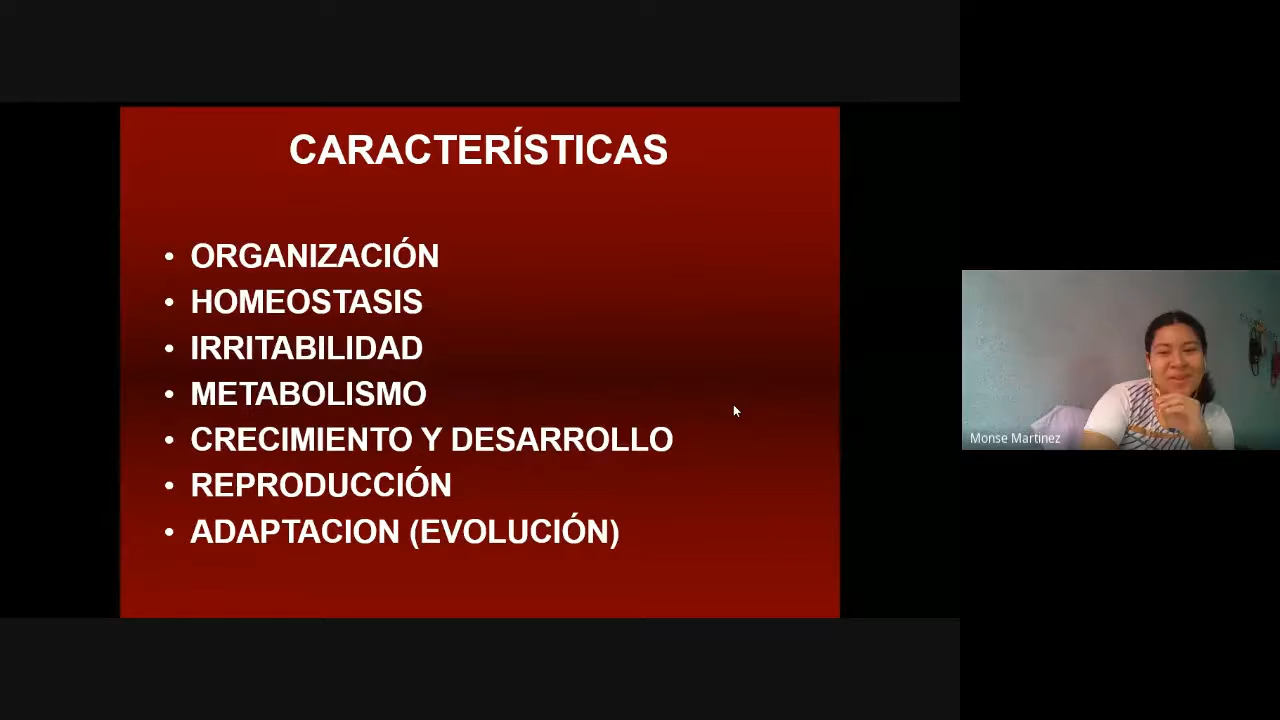 CARACTERÍSTICAS
• ORGANIZACIÓN
• HOMEOSTASIS
• IRRITABILIDAD
• METABOLISMO
• CRECIMIENTO Y DESARROLLO
• REPRODUCCIÓN
• ADAPTACION (EVOLUCIÓN)
Monse Martinez